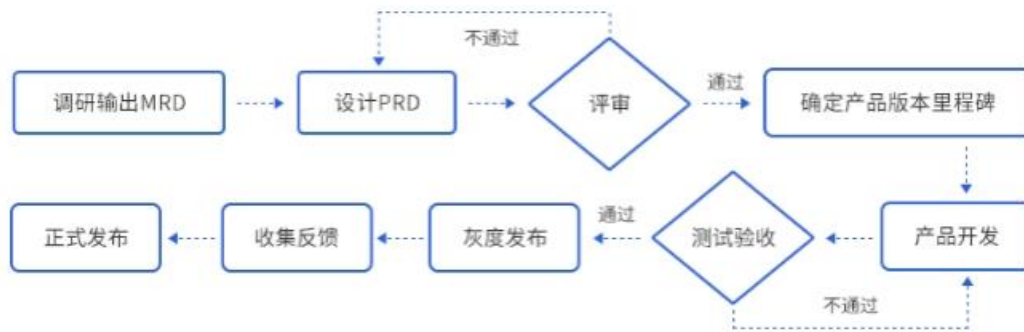 不通过
调研输出MRD
设计PRD
评审
通过
确定产品版本里程碑
正式发布
收集反馈
灰度发布
通过
测试验收
产品开发
不通过